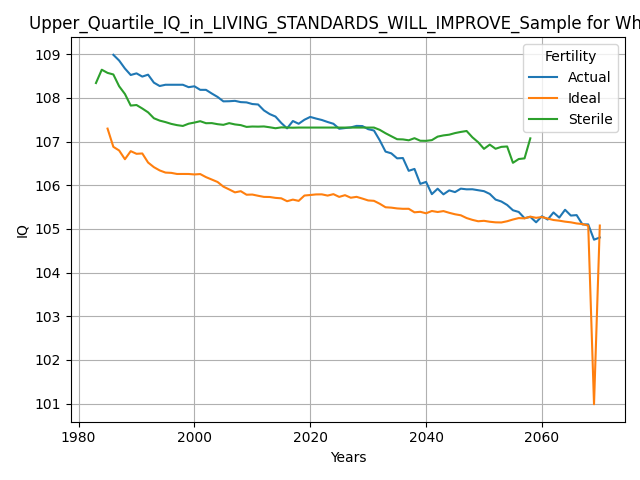 Upper_Quartile_IQ_in_LIVING_STANDARDS_WILL_IMPROVE_Sample for Wh
109
108
107
106
105
104
103
102
101
IQ
1980
2000
2020
2040
2060
Years
Fertility
Actual
Ideal
Sterile